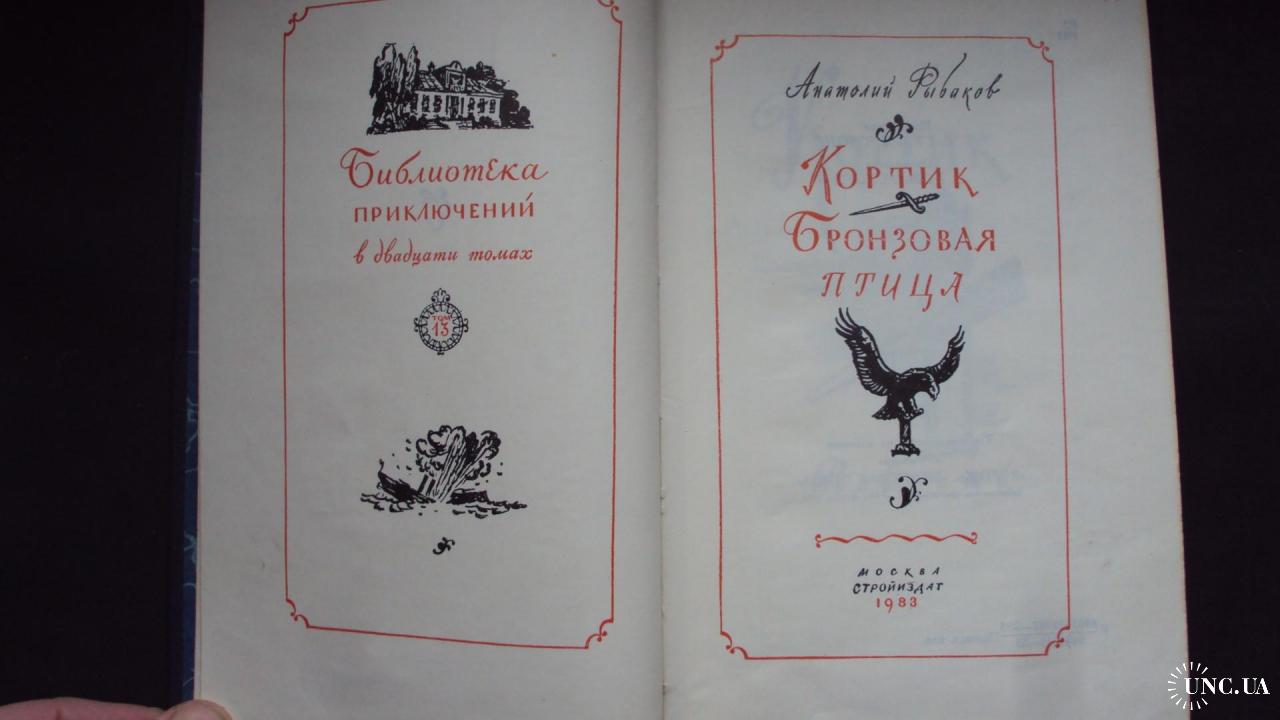 Библиотека
приключений
в двадцати томах
том
13
Анатолий Рыбаков
Кортик
Бронзовая
птица
Москва
Стройиздат
1983
UNC.UA